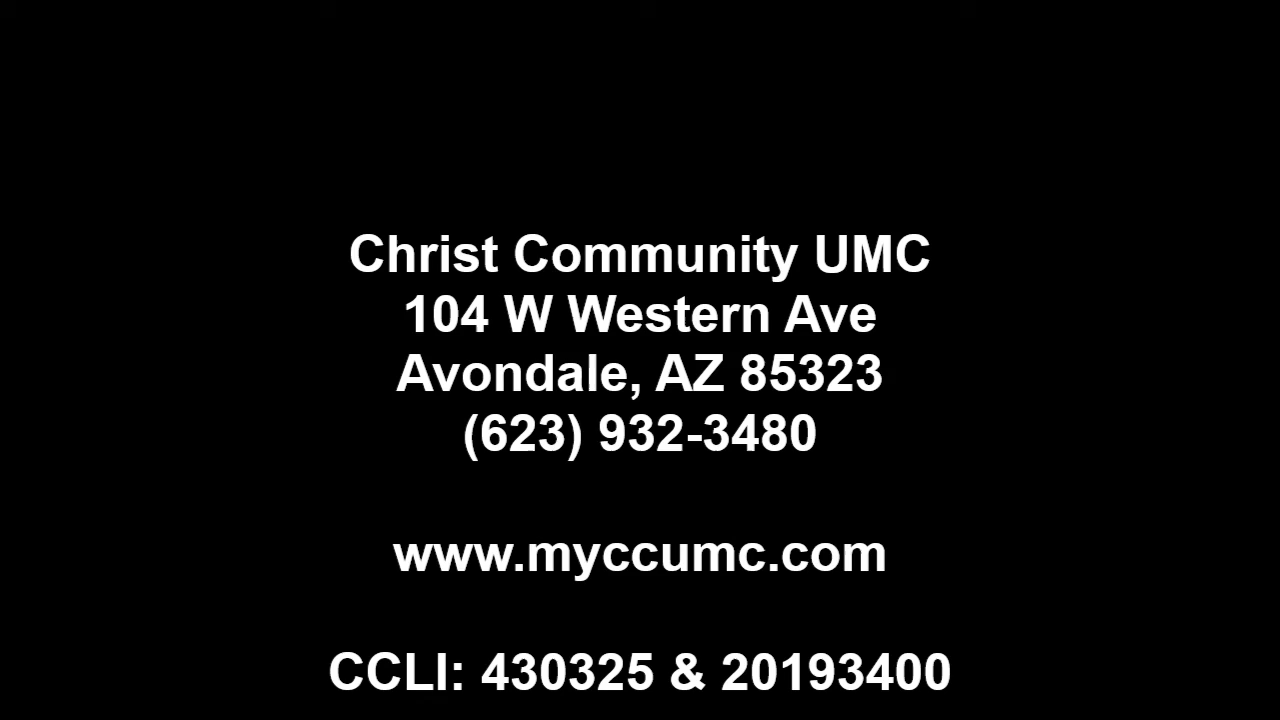 Christ Community UMC
104 W Western Ave
Avondale, AZ 85323
(623) 932-3480
www.myccumc.com
CCLI: 430325 & 20193400